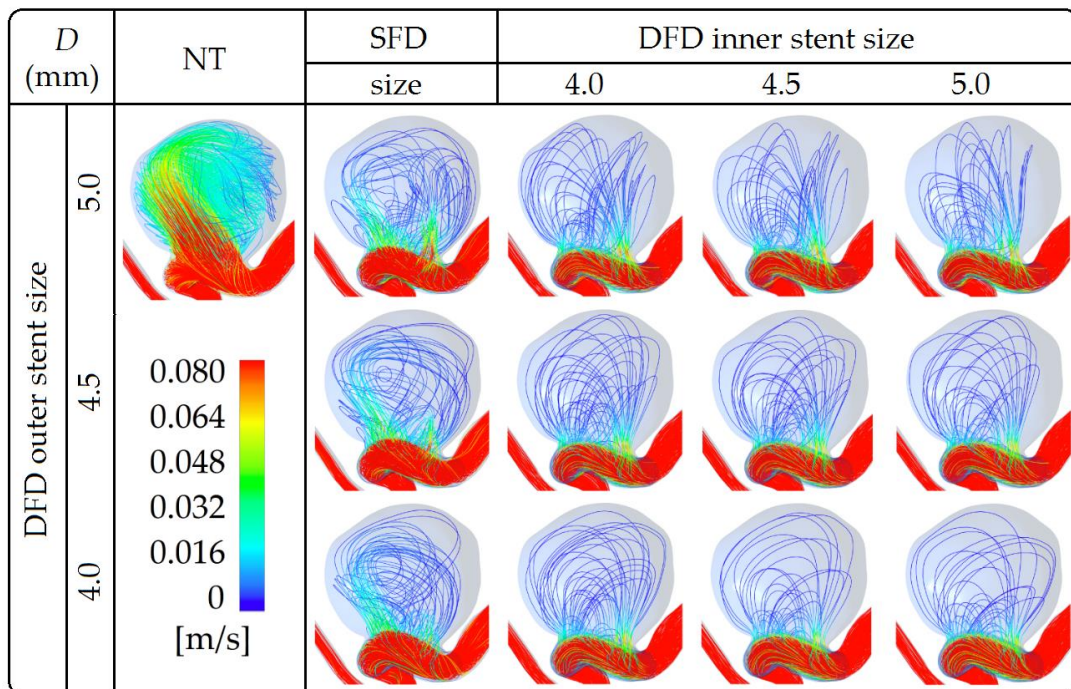 D
(mm)
NT
SFD
DFD inner stent size
size
4.0
4.5
5.0
DFD outer stent size
5.0
4.5
4.0
0.080
0.064
0.048
0.032
0.016
0
[m/s]